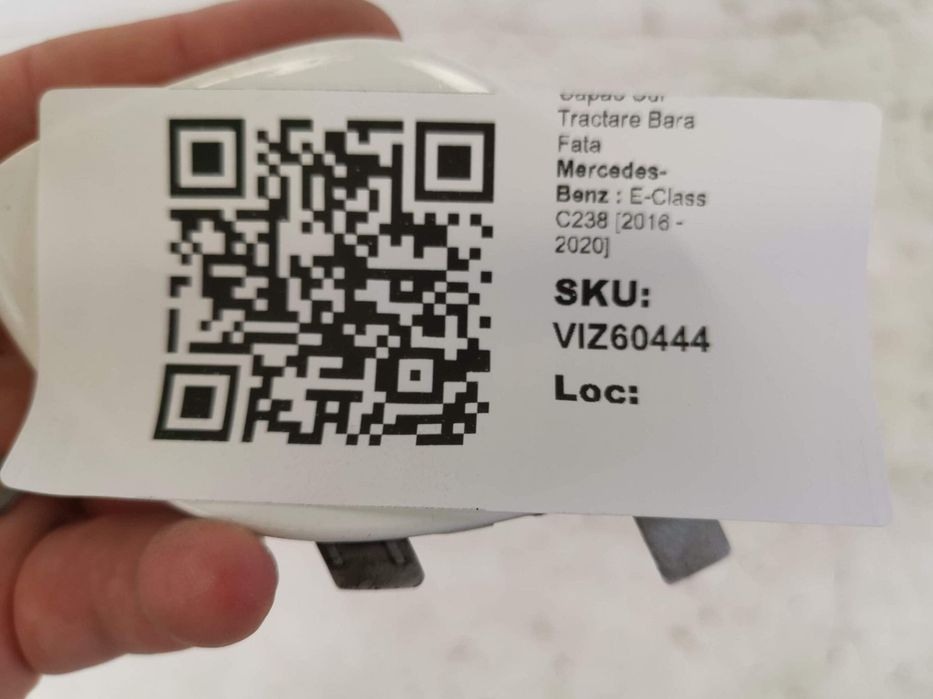 Tractare Bara
Fata
Mercedes-
Benz : E-Class
C238 [2016 -
2020]
SKU:
VIZ60444
Loc: